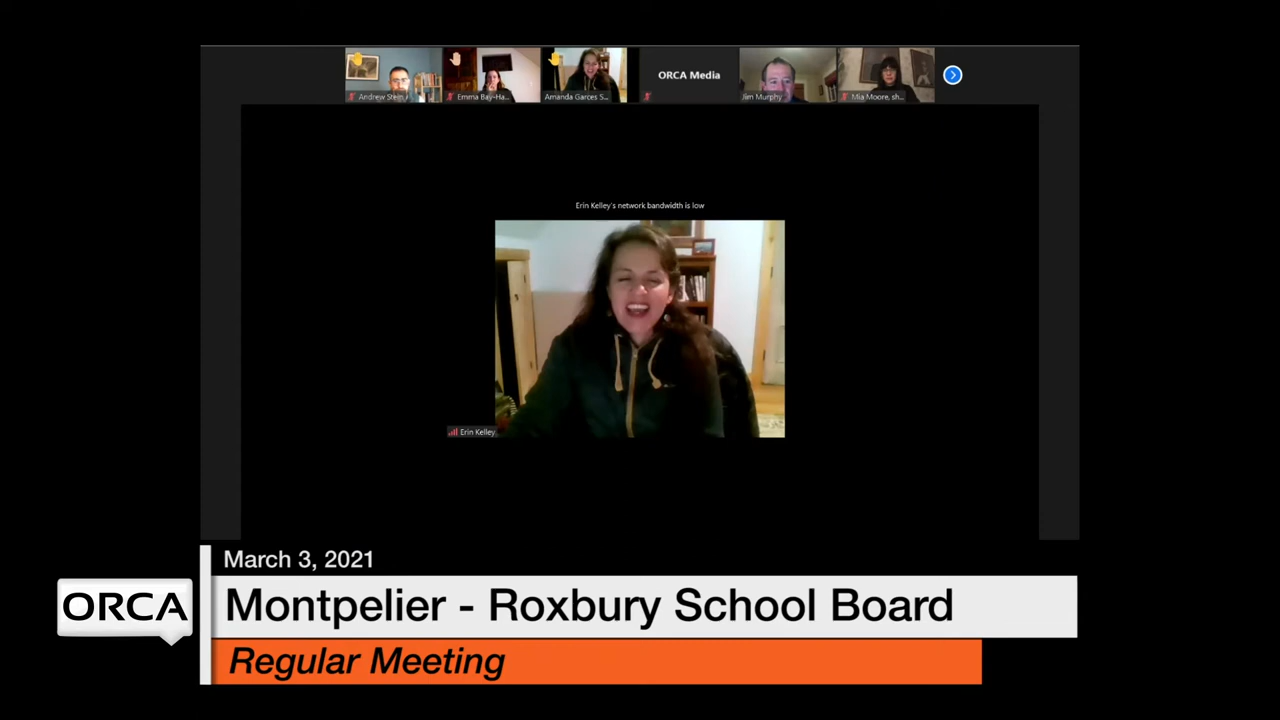 Andrew Stein
Emma Bay-Ha...
Amanda Garces S...
ORCA Media
Jim Murphy
Mia Moore, sh...
Erin Kelley's network bandwidth is low
Erin Kelley
March 3, 2021
ORCA
Montpelier - Roxbury School Board
Regular Meeting